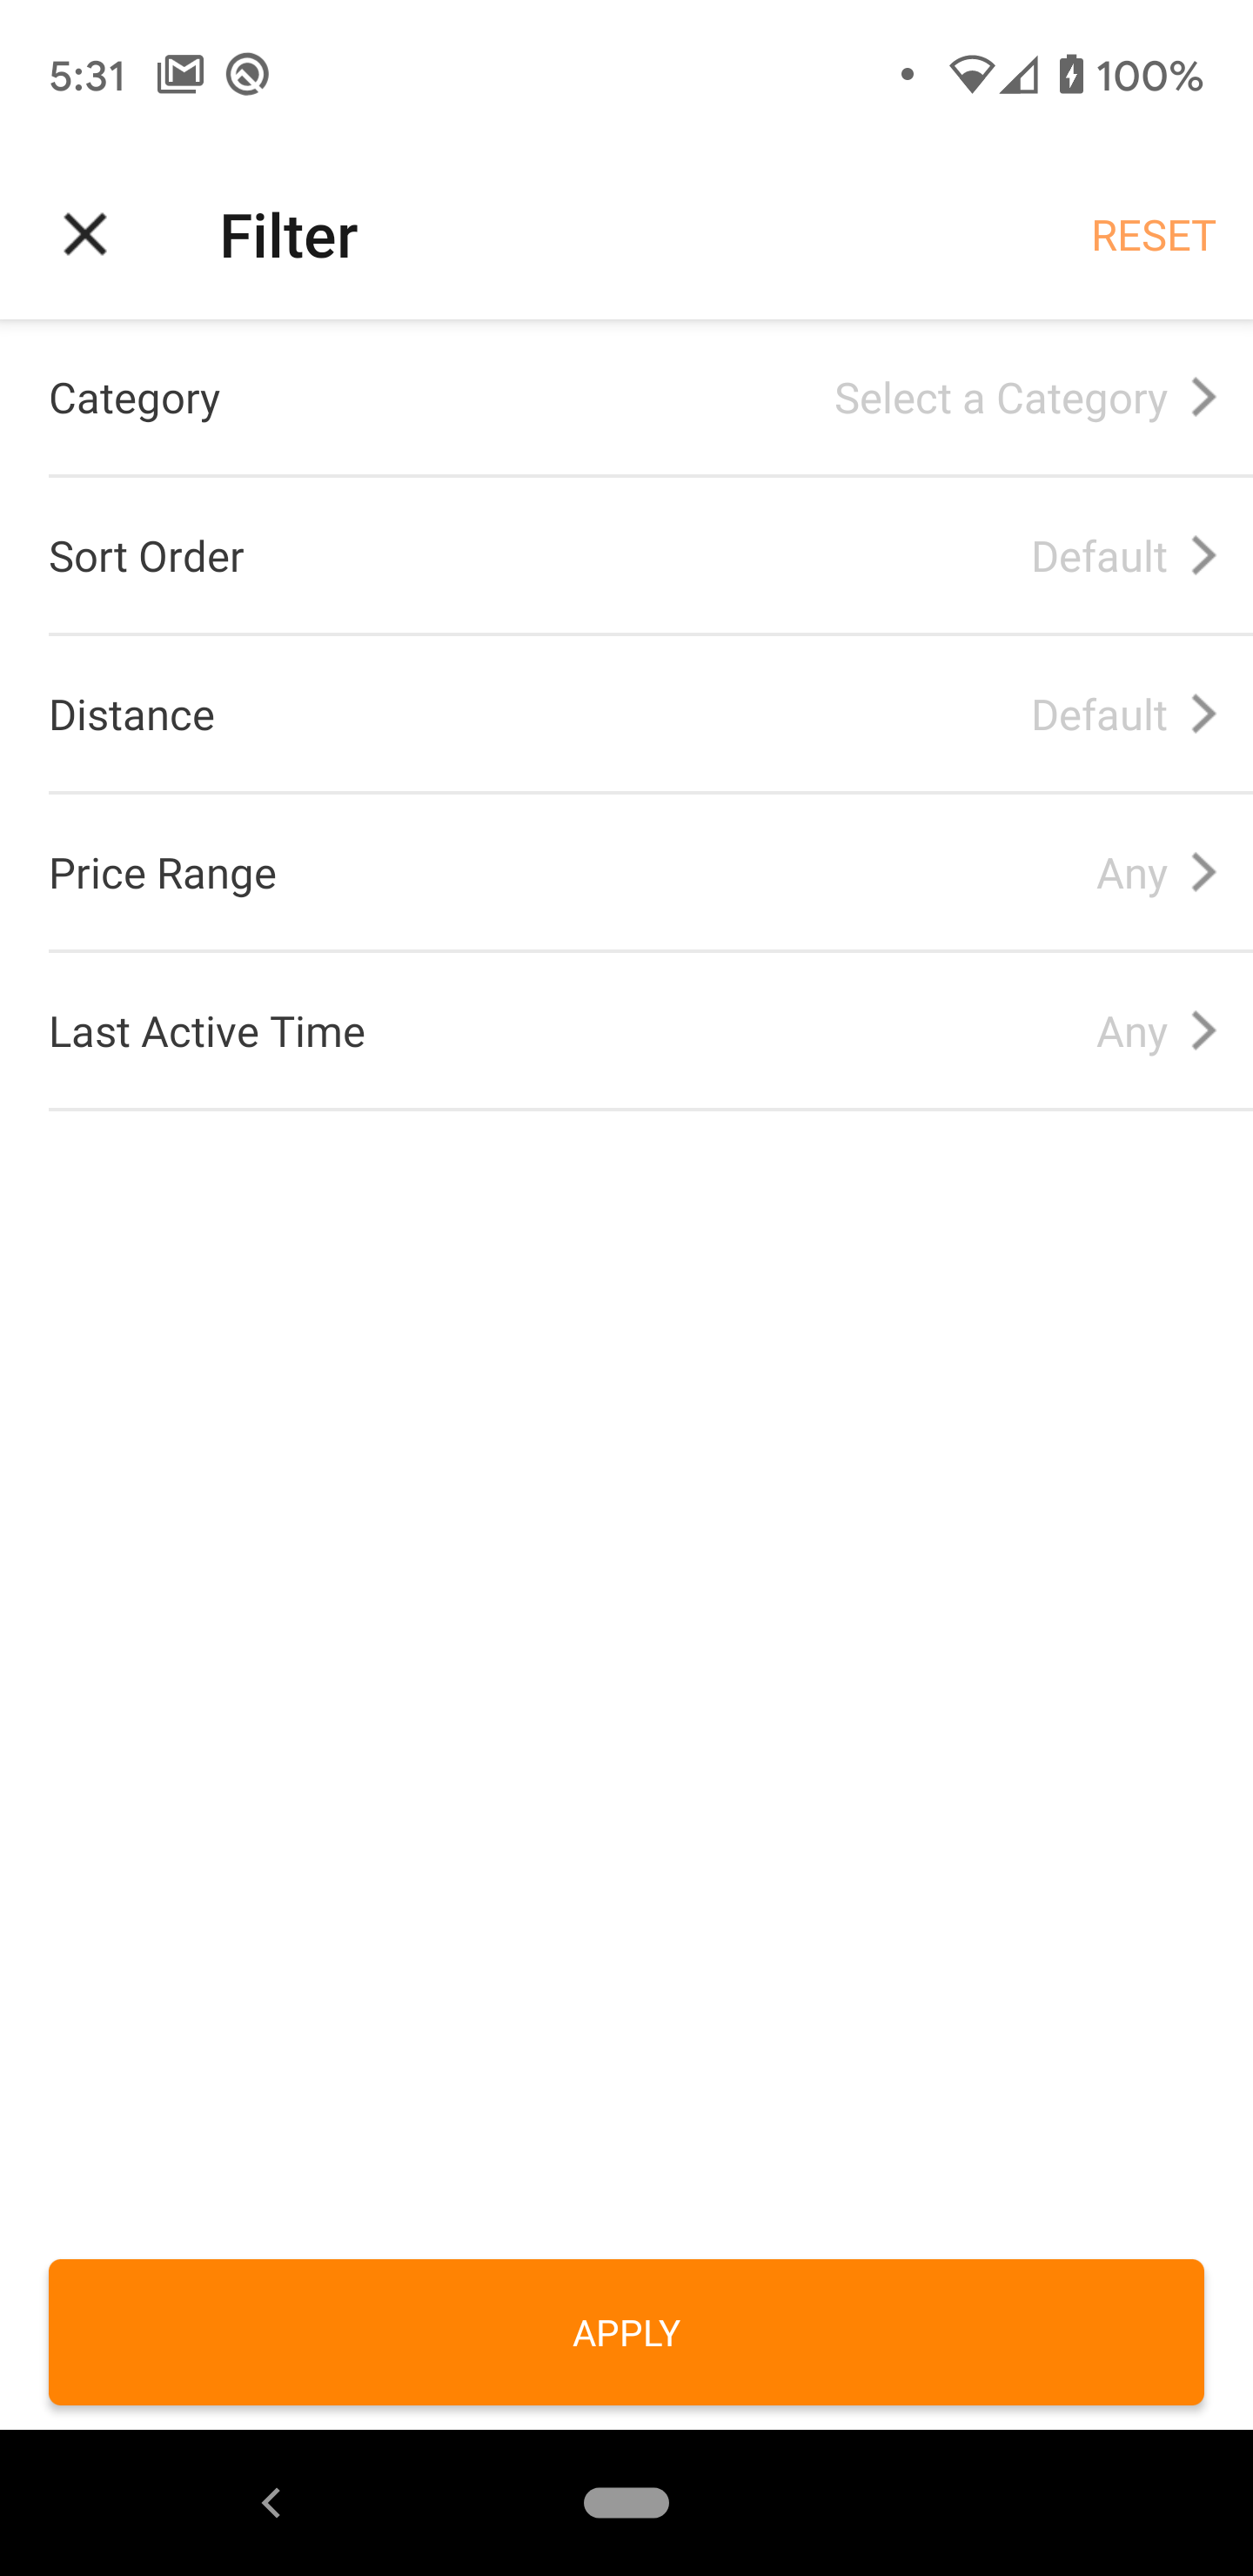 5:31 100%
Filter RESET
Category Select a Category
Sort Order Default
Distance Default
Price Range Any
Last Active Time Any
APPLY